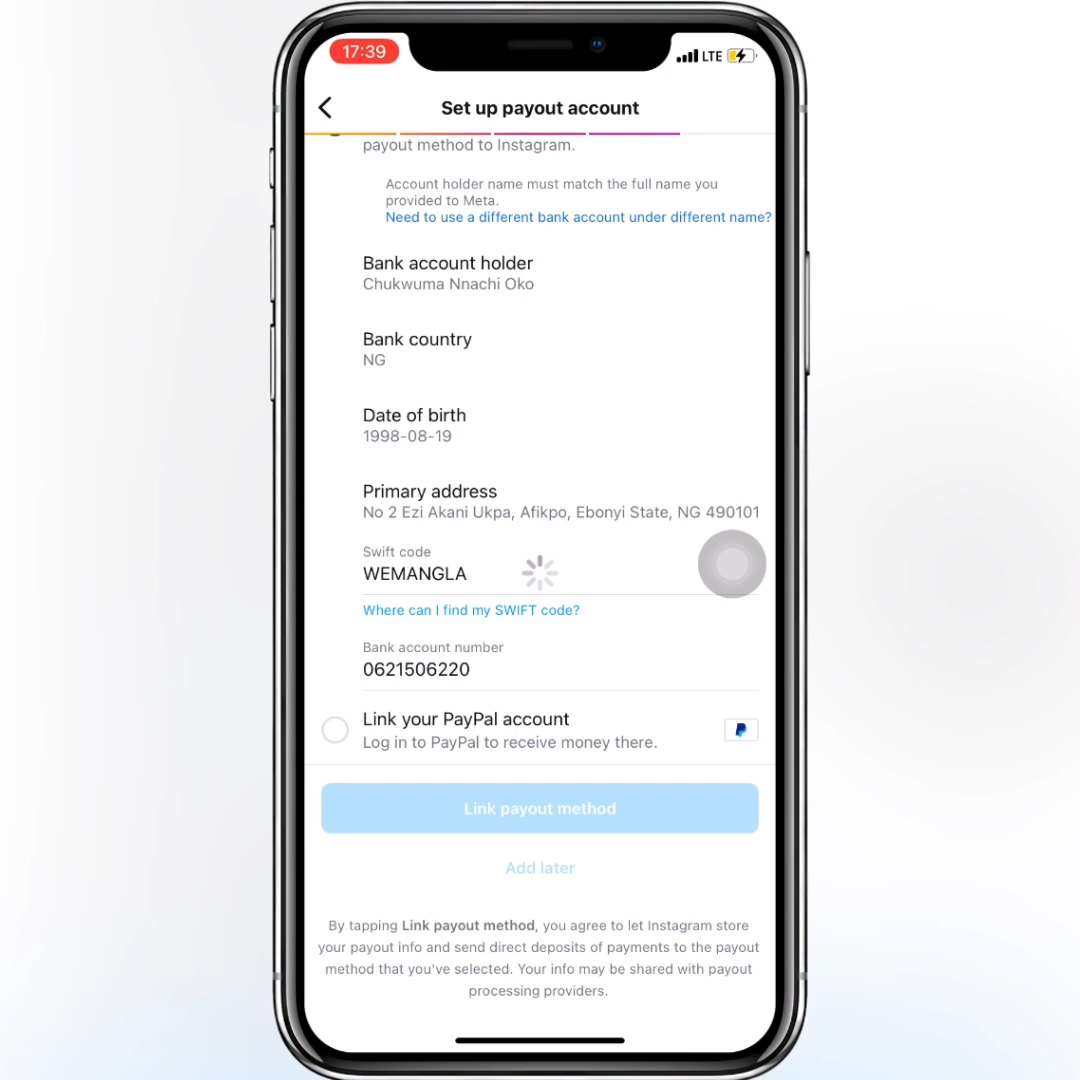 17:39
LTE
Set up payout account
payout method to Instagram.
Account holder name must match the full name you
provided to Meta.
Need to use a different bank account under different name?
Bank account holder
Chukwuma Nnachi Oko
Bank country
NG
Date of birth
1998-08-19
Primary address
No 2 Ezi Akani Ukpa, Afikpo, Ebonyi State, NG 490101
Swift code
WEMANGLA
Where can I find my SWIFT code?
Bank account number
0621506220
Link your PayPal account
Log in to PayPal to receive money there.
Link payout method
Add later
By tapping Link payout method, you agree to let Instagram store
your payout info and send direct deposits of payments to the payout
method that you've selected. Your info may be shared with payout
processing providers.